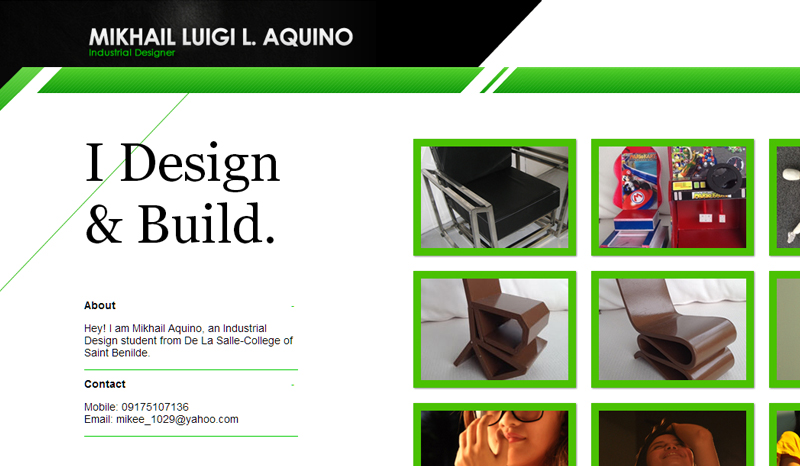 MIKHAIL LUIGI L. AQUINO
Industrial Designer
I Design
& Build.
About -
Hey! I am Mikhail Aquino, an Industrial
Design student from De La Salle-College of
Saint Benilde.
Contact -
Mobile: 09175107136
Email: mikee_1029@yahoo.com